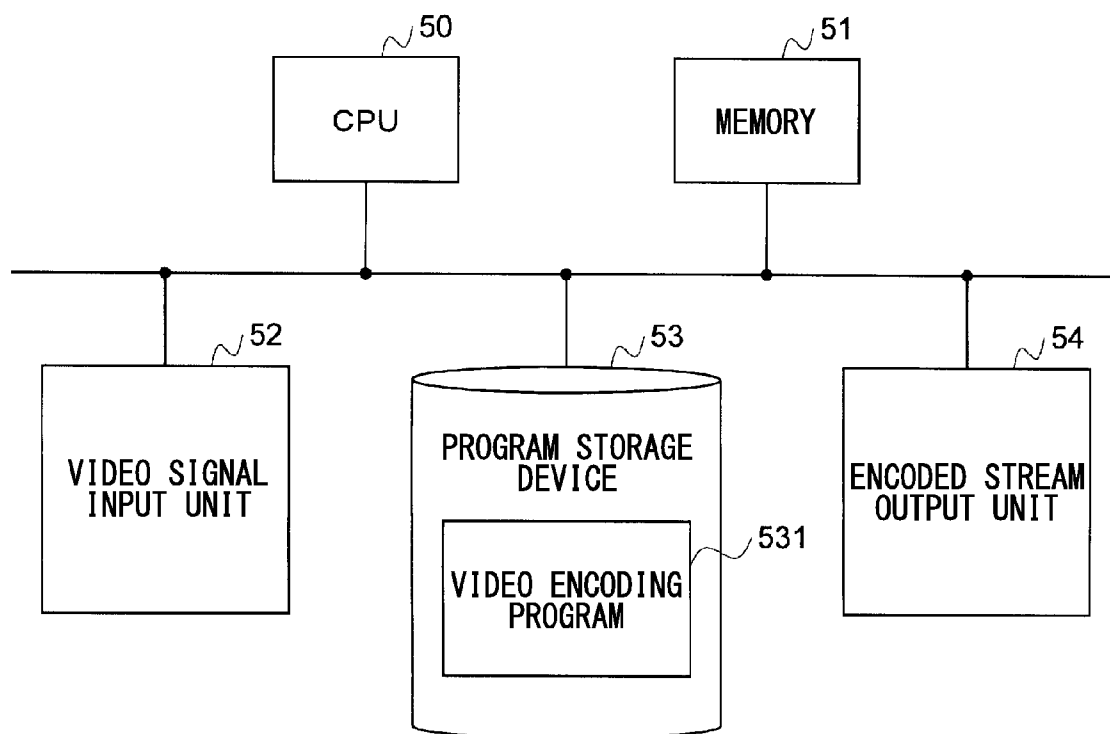 50
CPU
51
MEMORY
52
VIDEO SIGNAL
INPUT UNIT
53
PROGRAM STORAGE
DEVICE
531
VIDEO ENCODING
PROGRAM
54
ENCODED STREAM
OUTPUT UNIT